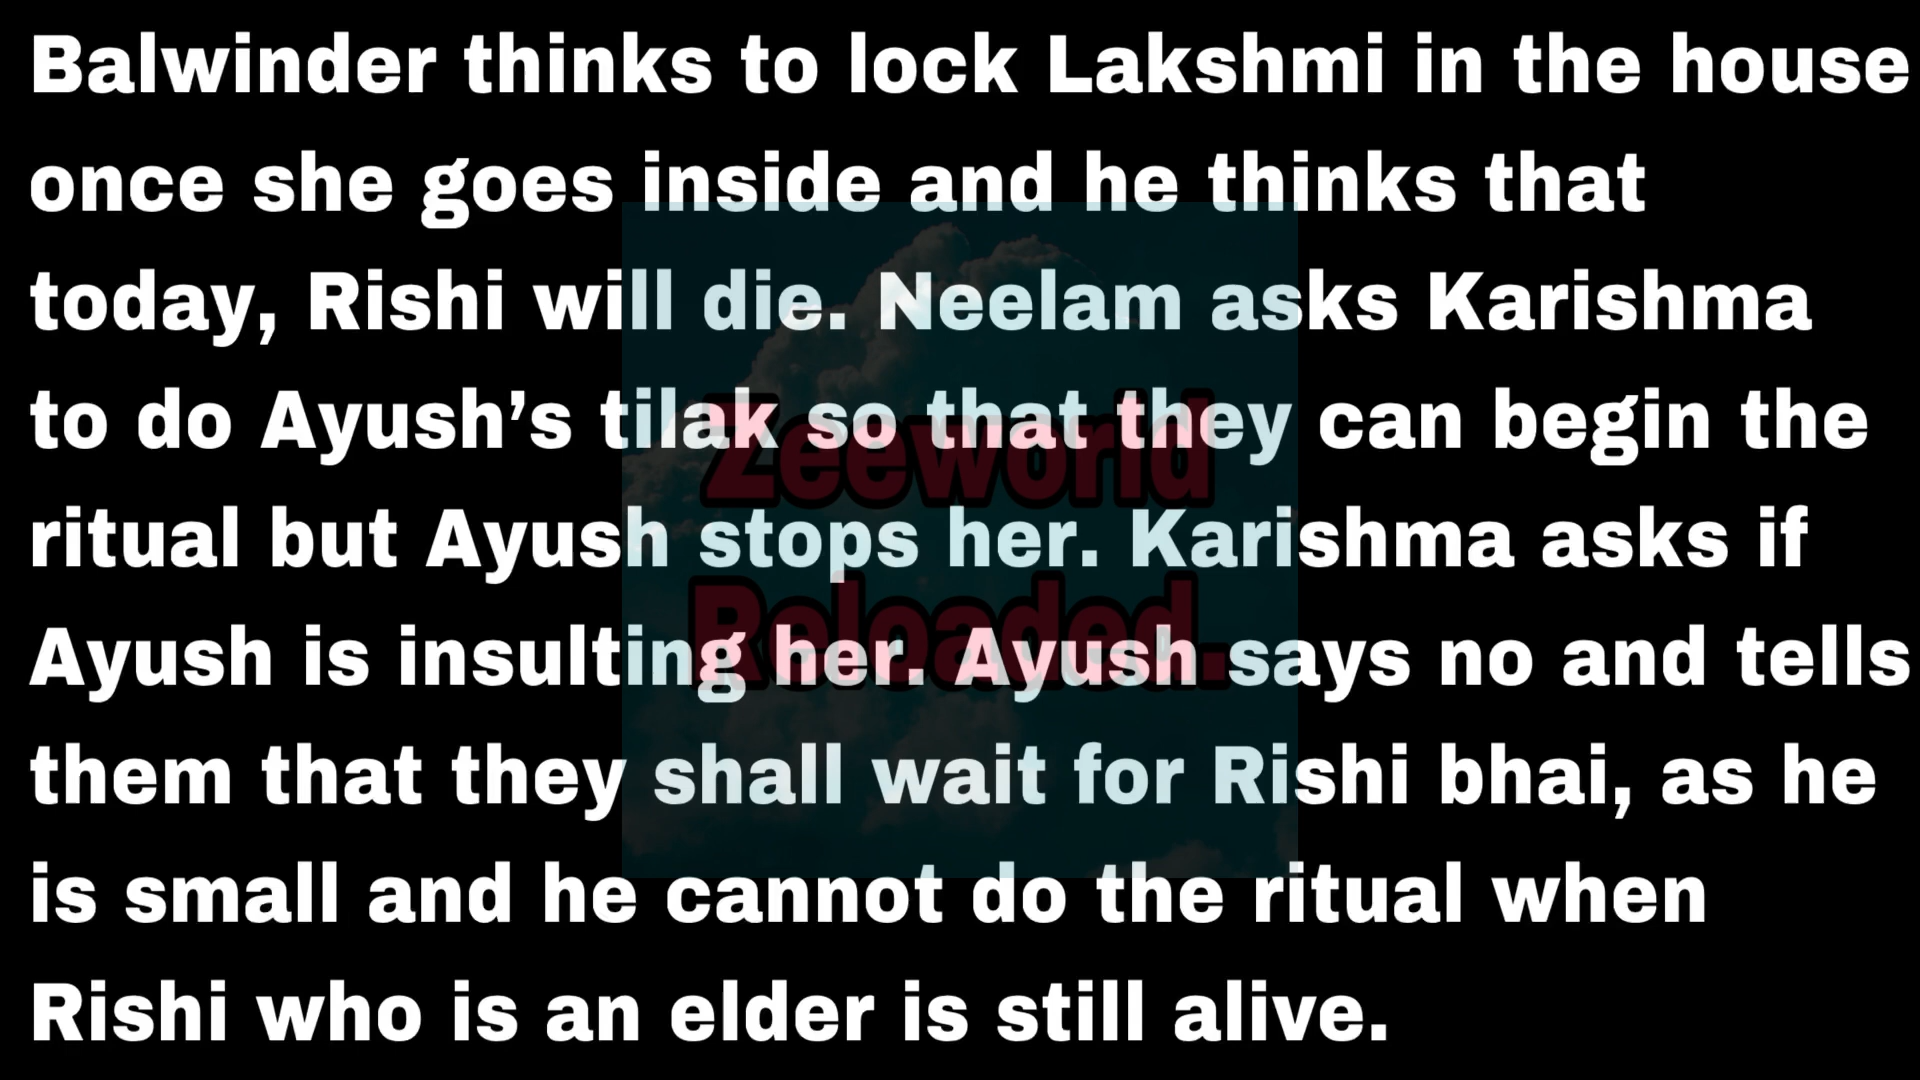 Balwinder thinks to lock Lakshmi in the house
once she goes inside and he thinks that
today, Rishi will die. Neelam asks Karishma
to do Ayush’s tilak so that they can begin the
ritual but Ayush stops her. Karishma asks if
Ayush is insulting her. Ayush says no and tells
them that they shall wait for Rishi bhai, as he
is small and he cannot do the ritual when
Rishi who is an elder is still alive.
Zeeworld
Reloaded.